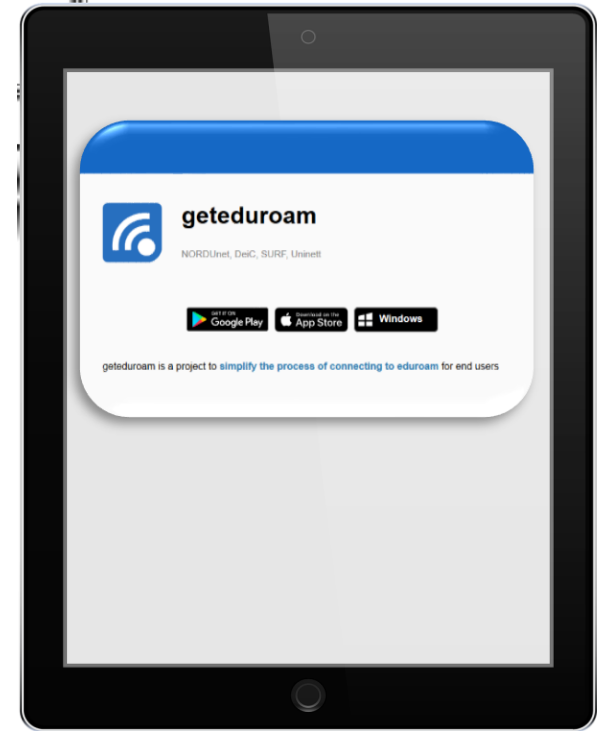 geteduroam
NORDUnet, DeiC, SURF, Uninett
GET IT ON
Google Play
Download on the
App Store
Windows
geteduroam is a project to simplify the process of connecting to eduroam for end users